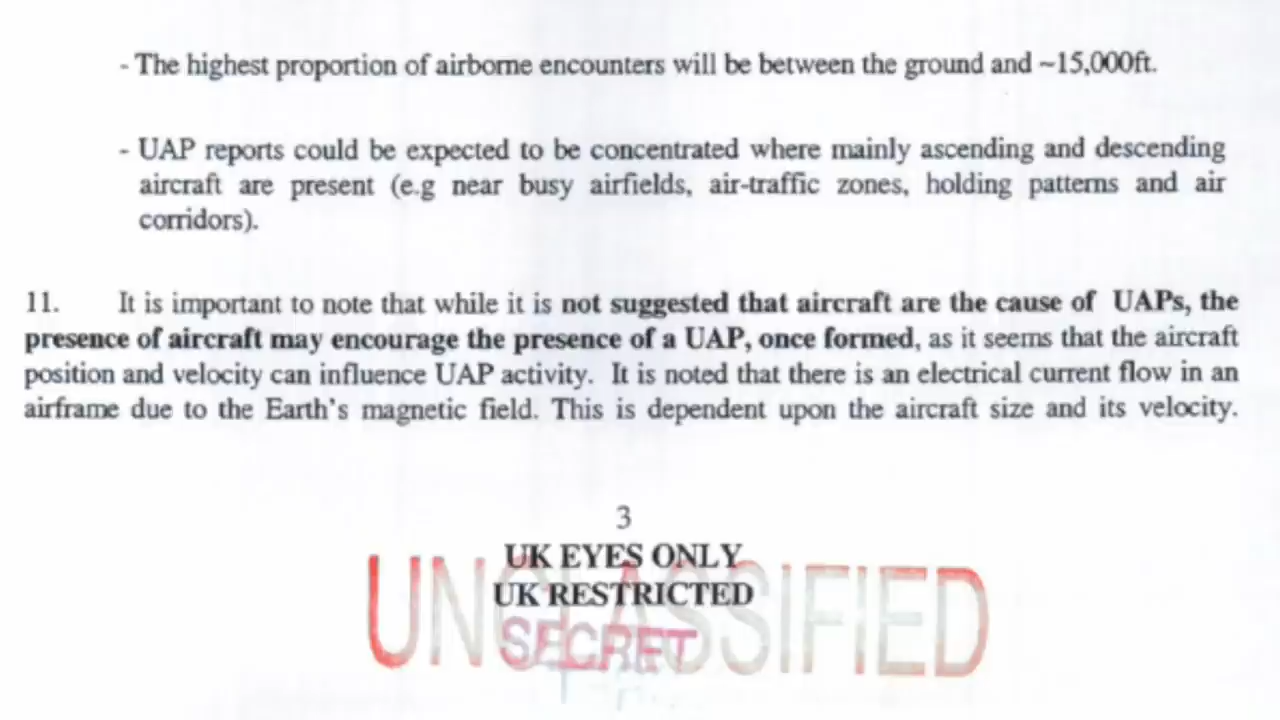 - The highest proportion of airborne encounters will be between the ground and ~15,000ft.
- UAP reports could be expected to be concentrated where mainly ascending and descending
aircraft are present (e.g near busy airfields, air-traffic zones, holding patterns and air
corridors).
11. It is important to note that while it is not suggested that aircraft are the cause of UAPs, the
presence of aircraft may encourage the presence of a UAP, once formed, as it seems that the aircraft
position and velocity can influence UAP activity. It is noted that there is an electrical current flow in an
airframe due to the Earth's magnetic field. This is dependent upon the aircraft size and its velocity.
3
UK EYES ONLY
UK RESTRICTED
UNCLASSIFIED
SECRET